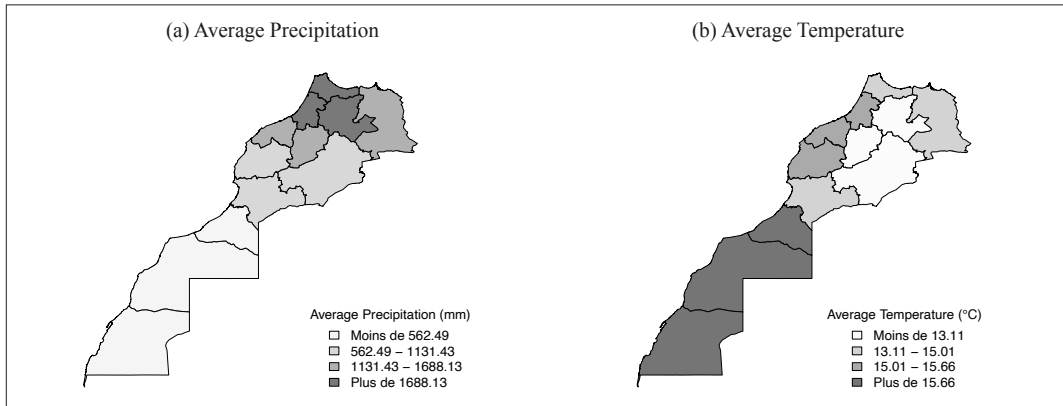 (a) Average Precipitation
(b) Average Temperature
Average Precipitation (mm)
Moins de 562.49
562.49 – 1131.43
1131.43 – 1688.13
Plus de 1688.13
Average Temperature (°C)
Moins de 13.11
13.11 – 15.01
15.01 – 15.66
Plus de 15.66